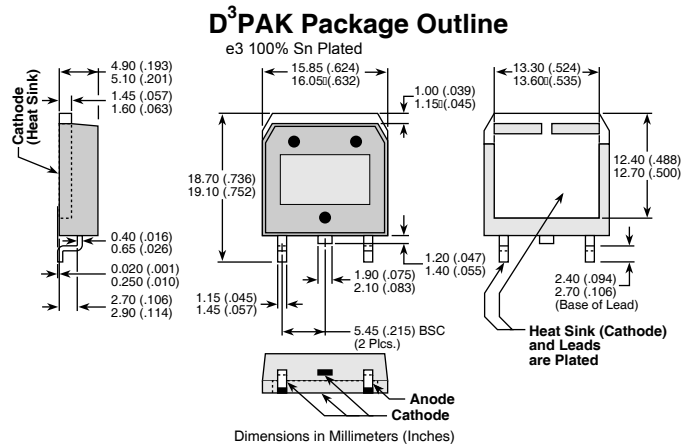 D³PAK Package Outline
e3 100% Sn Plated
4.90 (.193)
5.10 (.201)
1.45 (.057)
1.60 (.063)
Cathode
(Heat Sink)
15.85 (.624)
16.05▯(.632)
1.00 (.039)
1.15▯(.045)
13.30 (.524)
13.60▯(.535)
18.70 (.736)
19.10 (.752)
12.40 (.488)
12.70 (.500)
0.40 (.016)
0.65 (.026)
0.020 (.001)
0.250 (.010)
2.70 (.106)
2.90 (.114)
1.15 (.045)
1.45 (.057)
1.90 (.075)
2.10 (.083)
1.20 (.047)
1.40 (.055)
2.40 (.094)
2.70 (.106)
(Base of Lead)
5.45 (.215) BSC
(2 Plcs.)
Heat Sink (Cathode)
and Leads
are Plated
Anode
Cathode
Dimensions in Millimeters (Inches)